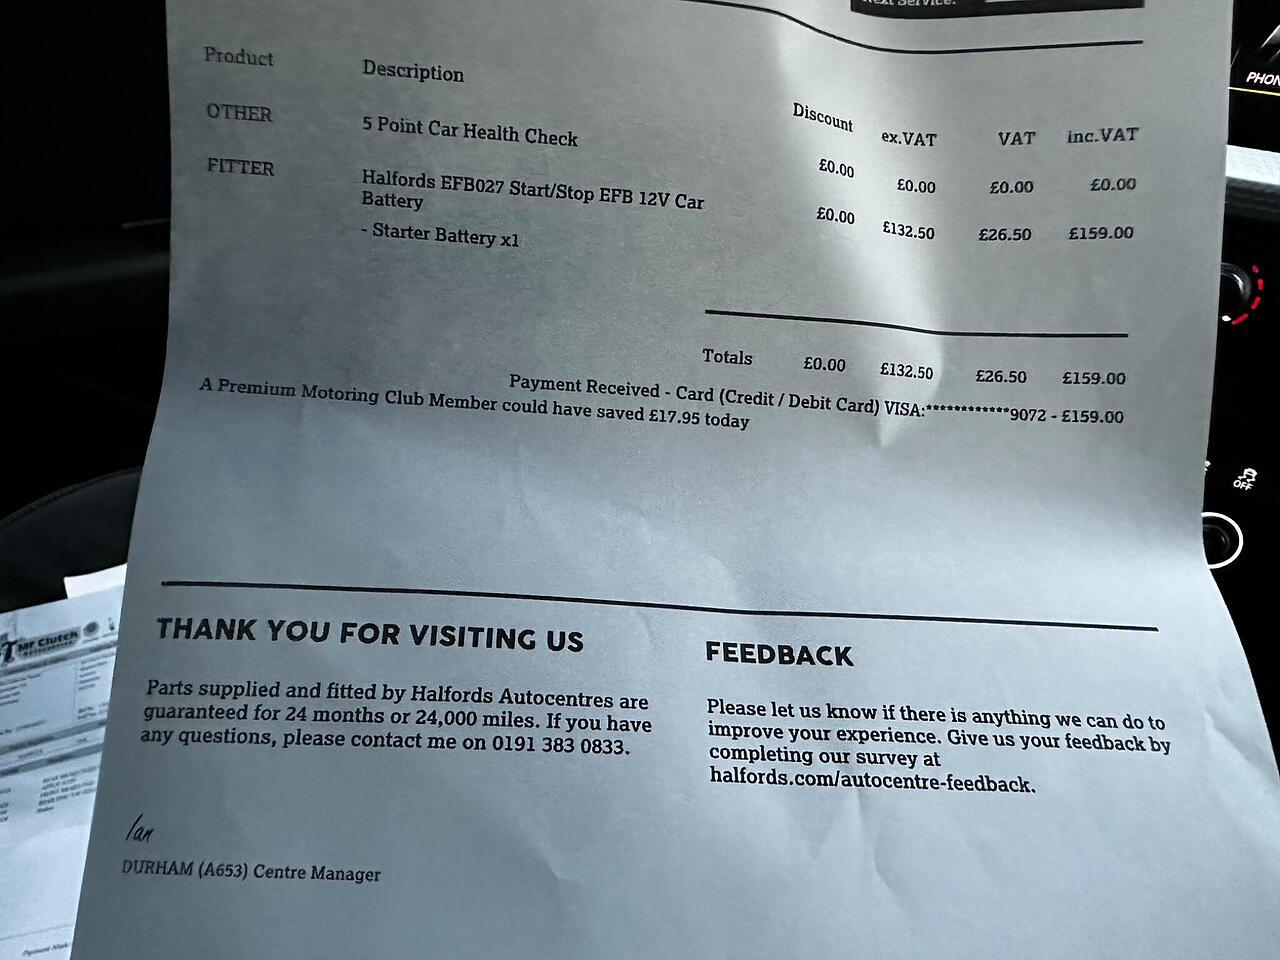 Next Service:
Product Description Discount ex.VAT VAT inc.VAT
OTHER 5 Point Car Health Check £0.00 £0.00 £0.00 £0.00
FITTER Halfords EFB027 Start/Stop EFB 12V Car £0.00 £132.50 £26.50 £159.00
Battery
- Starter Battery x1
Totals £0.00 £132.50 £26.50 £159.00
Payment Received - Card (Credit / Debit Card) VISA:************9072 - £159.00
A Premium Motoring Club Member could have saved £17.95 today
THANK YOU FOR VISITING US
Parts supplied and fitted by Halfords Autocentres are
guaranteed for 24 months or 24,000 miles. If you have
any questions, please contact me on 0191 383 0833.
Ian
DURHAM (A653) Centre Manager
FEEDBACK
Please let us know if there is anything we can do to
improve your experience. Give us your feedback by
completing our survey at
halfords.com/autocentre-feedback.
Mr Clutch
PHON
OFF